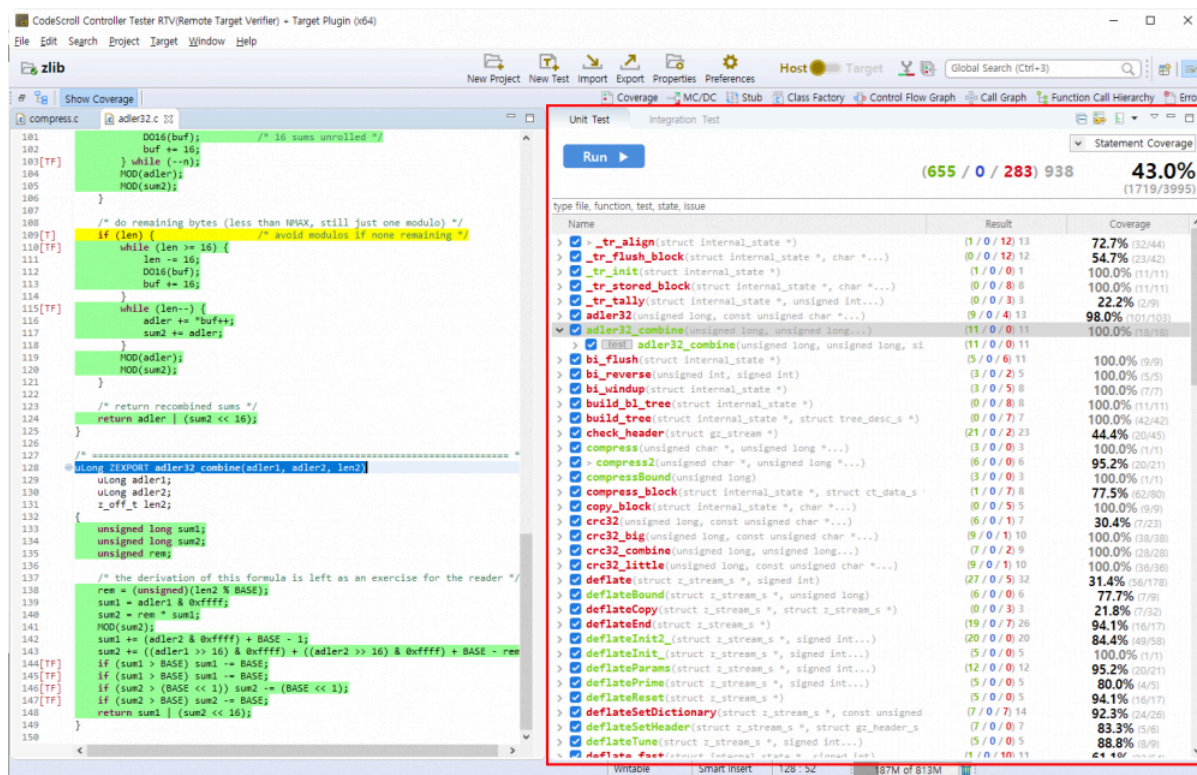 CodeScroll Controller Tester RTV(Remote Target Verifier) + Target Plugin (x64)
File Edit Search Project Target Window Help
zlib
New Project New Test Import Export Properties Preferences
Host Target
Global Search (Ctrl+3)
Show Coverage
Coverage MC/DC Stub Class Factory Control Flow Graph Call Graph Function Call Hierarchy Erro
compress.c adler32.c
101 DO16(buf); /* 16 sums unrolled */
102 buf += 16;
103[TF] } while (--n);
104 MOD(adler);
105 MOD(sum2);
106 }
107
108 /* do remaining bytes (less than NMAX, still just one modulo) */
109[T] if (len) { /* avoid modulos if none remaining */
110[TF] while (len >= 16) {
111 len -= 16;
112 DO16(buf);
113 buf += 16;
114 }
115[TF] while (len--) {
116 adler += *buf++;
117 sum2 += adler;
118 }
119 MOD(adler);
120 MOD(sum2);
121 }
122
123 /* return recombined sums */
124 return adler | (sum2 << 16);
125 }
126
127 /* ========================================================================= *
128 uLong ZEXPORT adler32_combine(adler1, adler2, len2)
129 uLong adler1;
130 uLong adler2;
131 z_off_t len2;
132 {
133 unsigned long sum1;
134 unsigned long sum2;
135 unsigned rem;
136
137 /* the derivation of this formula is left as an exercise for the reader */
138 rem = (unsigned)(len2 % BASE);
139 sum1 = adler1 & 0xffff;
140 sum2 = rem * sum1;
141 MOD(sum2);
142 sum1 += (adler2 & 0xffff) + BASE - 1;
143 sum2 += ((adler1 >> 16) & 0xffff) + ((adler2 >> 16) & 0xffff) + BASE - rem
144[TF] if (sum1 > BASE) sum1 -= BASE;
145[TF] if (sum1 > BASE) sum1 -= BASE;
146[TF] if (sum2 > (BASE << 1)) sum2 -= (BASE << 1);
147[TF] if (sum2 > BASE) sum2 -= BASE;
148 return sum1 | (sum2 << 16);
149 }
150
Unit Test Integration Test
Run
Statement Coverage
(655 / 0 / 283) 938 43.0%
(1719/3995)
type file, function, test, state, issue
Name Result Coverage
> _tr_align(struct internal_state *) (1 / 0 / 12) 13 72.7% (32/44)
_tr_flush_block(struct internal_state *, char *...) (0 / 0 / 12) 12 54.7% (23/42)
_tr_init(struct internal_state *) (1 / 0 / 0) 1 100.0% (11/11)
_tr_stored_block(struct internal_state *, char *...) (0 / 0 / 8) 8 100.0% (11/11)
_tr_tally(struct internal_state *, unsigned int...) (0 / 0 / 3) 3 22.2% (2/9)
adler32(unsigned long, const unsigned char *...) (9 / 0 / 4) 13 98.0% (101/103)
adler32_combine(unsigned long, unsigned long...) (11 / 0 / 0) 11 100.0% (18/18)
test adler32_combine(unsigned long, unsigned long, si (11 / 0 / 0) 11
bi_flush(struct internal_state *) (5 / 0 / 6) 11 100.0% (9/9)
bi_reverse(unsigned int, signed int) (3 / 0 / 2) 5 100.0% (5/5)
bi_windup(struct internal_state *) (3 / 0 / 5) 8 100.0% (7/7)
build_bl_tree(struct internal_state *) (0 / 0 / 8) 8 100.0% (11/11)
build_tree(struct internal_state *, struct tree_desc_s *) (0 / 0 / 7) 7 100.0% (42/42)
check_header(struct gz_stream *) (21 / 0 / 2) 23 44.4% (20/45)
compress(unsigned char *, unsigned long *...) (3 / 0 / 0) 3 100.0% (1/1)
> compress2(unsigned char *, unsigned long *...) (6 / 0 / 0) 6 95.2% (20/21)
compressBound(unsigned long) (3 / 0 / 0) 3 100.0% (1/1)
compress_block(struct internal_state *, struct ct_data_s (1 / 0 / 7) 8 77.5% (62/80)
copy_block(struct internal_state *, char *...) (0 / 0 / 5) 5 100.0% (9/9)
crc32(unsigned long, const unsigned char *...) (6 / 0 / 1) 7 30.4% (7/23)
crc32_big(unsigned long, const unsigned char *...) (9 / 0 / 1) 10 100.0% (38/38)
crc32_combine(unsigned long, unsigned long...) (7 / 0 / 2) 9 100.0% (28/28)
crc32_little(unsigned long, const unsigned char *...) (9 / 0 / 1) 10 100.0% (36/36)
deflate(struct z_stream_s *, signed int) (27 / 0 / 5) 32 31.4% (56/178)
deflateBound(struct z_stream_s *, unsigned long) (6 / 0 / 0) 6 77.7% (7/9)
deflateCopy(struct z_stream_s *, struct z_stream_s *) (0 / 0 / 3) 3 21.8% (7/32)
deflateEnd(struct z_stream_s *) (19 / 0 / 7) 26 94.1% (16/17)
deflateInit2_(struct z_stream_s *, signed int...) (20 / 0 / 0) 20 84.4% (49/58)
deflateInit_(struct z_stream_s *, signed int...) (5 / 0 / 0) 5 100.0% (1/1)
deflateParams(struct z_stream_s *, signed int...) (12 / 0 / 0) 12 95.2% (20/21)
deflatePrime(struct z_stream_s *, signed int...) (5 / 0 / 0) 5 80.0% (4/5)
deflateReset(struct z_stream_s *) (5 / 0 / 0) 5 94.1% (16/17)
deflateSetDictionary(struct z_stream_s *, const unsigned (7 / 0 / 7) 14 92.3% (24/26)
deflateSetHeader(struct z_stream_s *, struct gz_header_s (7 / 0 / 0) 7 83.3% (5/6)
deflateTune(struct z_stream_s *, signed int...) (5 / 0 / 0) 5 88.8% (8/9)
deflate_fast(struct internal_state *, signed int) (1 / 0 / 10) 11 61.1%
Writable Smart Insert 128 : 52 187M of 813M